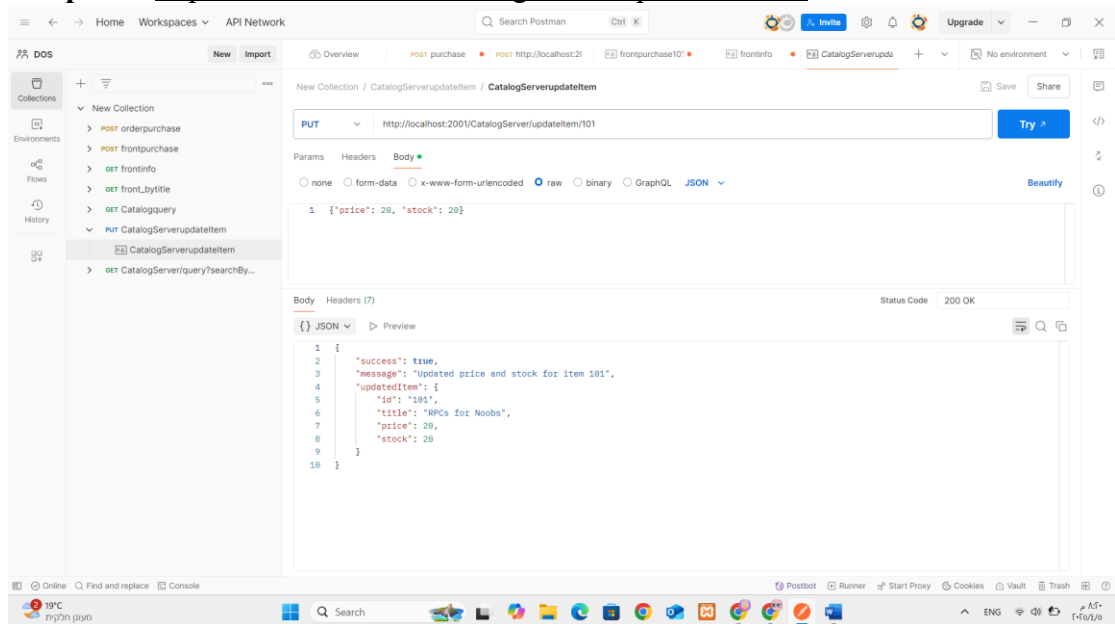 Home Workspaces API Network Search Postman Ctrl K Invite Upgrade
DOS New Import Overview POST purchase POST http://localhost:2( frontpurchase10: frontinfo CatalogServerupda No environment
Collections
Environments
Flows
History
New Collection
POST orderpurchase
POST frontpurchase
GET frontinfo
GET front_bytitle
GET Catalogquery
PUT CatalogServerupdateItem
CatalogServerupdateItem
GET CatalogServer/query?searchBy...
New Collection / CatalogServerupdateItem / CatalogServerupdateItem Save Share
PUT http://localhost:2001/CatalogServer/updateItem/101 Try
Params Headers Body
none form-data x-www-form-urlencoded raw binary GraphQL JSON Beautify
1 {"price": 20, "stock": 20}
Body Headers (7) Status Code 200 OK
{} JSON Preview
1 {
2 "success": true,
3 "message": "Updated price and stock for item 101",
4 "updatedItem": {
5 "id": "101",
6 "title": "RPCs for Noobs",
7 "price": 20,
8 "stock": 20
9 }
10 }
Online Find and replace Console Postbot Runner Start Proxy Cookies Vault Trash
2 19°C
מעונן חלקית
Search
ENG